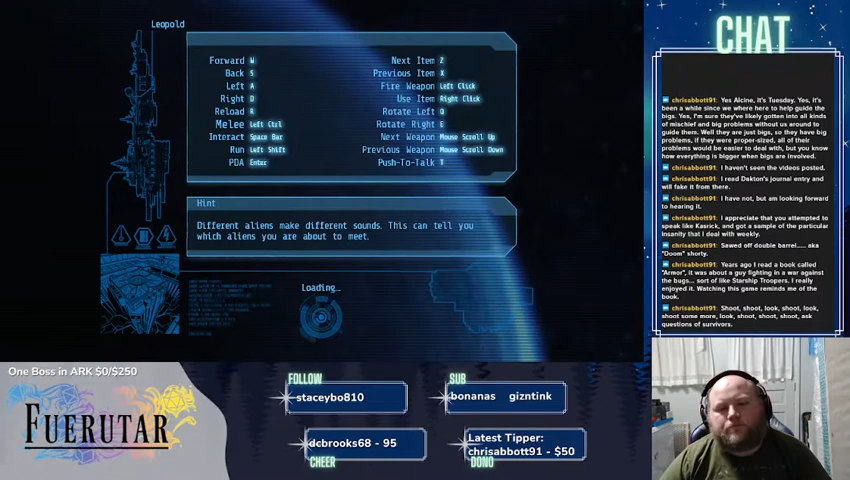 Leopold
Forward W
Back S
Left A
Right D
Reload R
Melee Left Ctrl
Interact Space Bar
Run Left Shift
PDA Enter
Next Item Z
Previous Item X
Fire Weapon Left Click
Use Item Right Click
Rotate Left Q
Rotate Right E
Next Weapon Mouse Scroll Up
Previous Weapon Mouse Scroll Down
Push-To-Talk T
Hint
Different aliens make different sounds. This can tell you
which aliens you are about to meet.
Loading…
CHAT
chrisabbott91: Yes Alcine, It's Tuesday. Yes, it's
been a while since we where here to help guide the
bigs. Yes, I'm sure they've likely gotten into all kinds
of mischief and big problems without us around to
guide them. Well they are just bigs, so they have big
problems, if they were proper-sized, all of their
problems would be easier to deal with, but you know
how everything is bigger when bigs are involved.
chrisabbott91: I haven't seen the videos posted.
chrisabbott91: I read Dakton's journal entry and
will fake it from there.
chrisabbott91: I have not, but am looking forward
to hearing it.
chrisabbott91: I appreciate that you attempted to
speak like Kasrick, and got a sample of the particular
insanity that I deal with weekly.
chrisabbott91: Sawed off double barrel..... aka
"Doom" shorty.
chrisabbott91: Years ago I read a book called
"Armor", it was about a guy fighting in a war against
the bugs... sort of like Starship Troopers. I really
enjoyed it. Watching this game reminds me of the
book.
chrisabbott91: Shoot, shoot, look, shoot, look,
shoot some more, look, shoot, shoot, shoot, ask
questions of survivors.
One Boss in ARK $0/$250
FUERUTAR
FOLLOW
staceybo810
SUB
bonanas gizntink
dcbrooks68 - 95
CHEER
Latest Tipper:
chrisabbott91 - $50
DONO